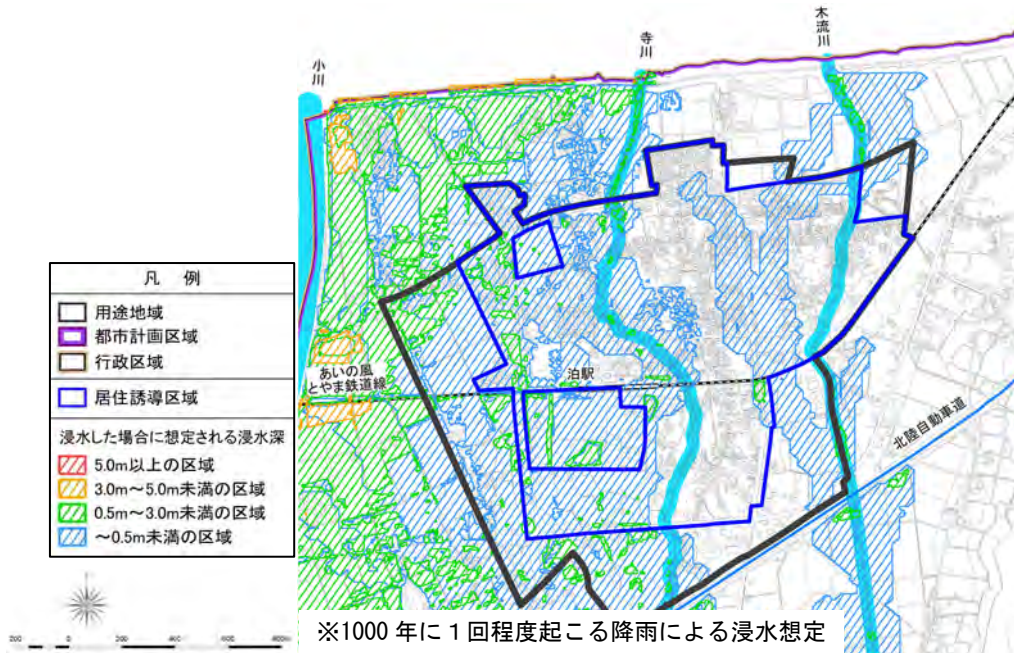 小川
寺川
木流川
凡 例
用途地域
都市計画区域
行政区域
居住誘導区域
浸水した場合に想定される浸水深
5.0m以上の区域
3.0m～5.0m未満の区域
0.5m～3.0m未満の区域
～0.5m未満の区域
あいの風
とやま鉄道線
泊駅
北陸自動車道
200 0 200 400 600 800m
※1000 年に 1 回程度起こる降雨による浸水想定